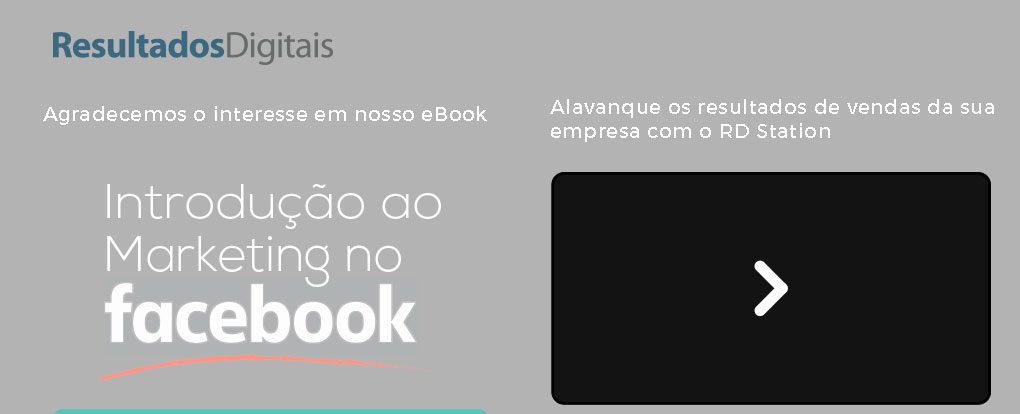 ResultadosDigitais
Agradecemos o interesse em nosso eBook
Introdução ao
Marketing no
facebook
Alavanque os resultados de vendas da sua
empresa com o RD Station